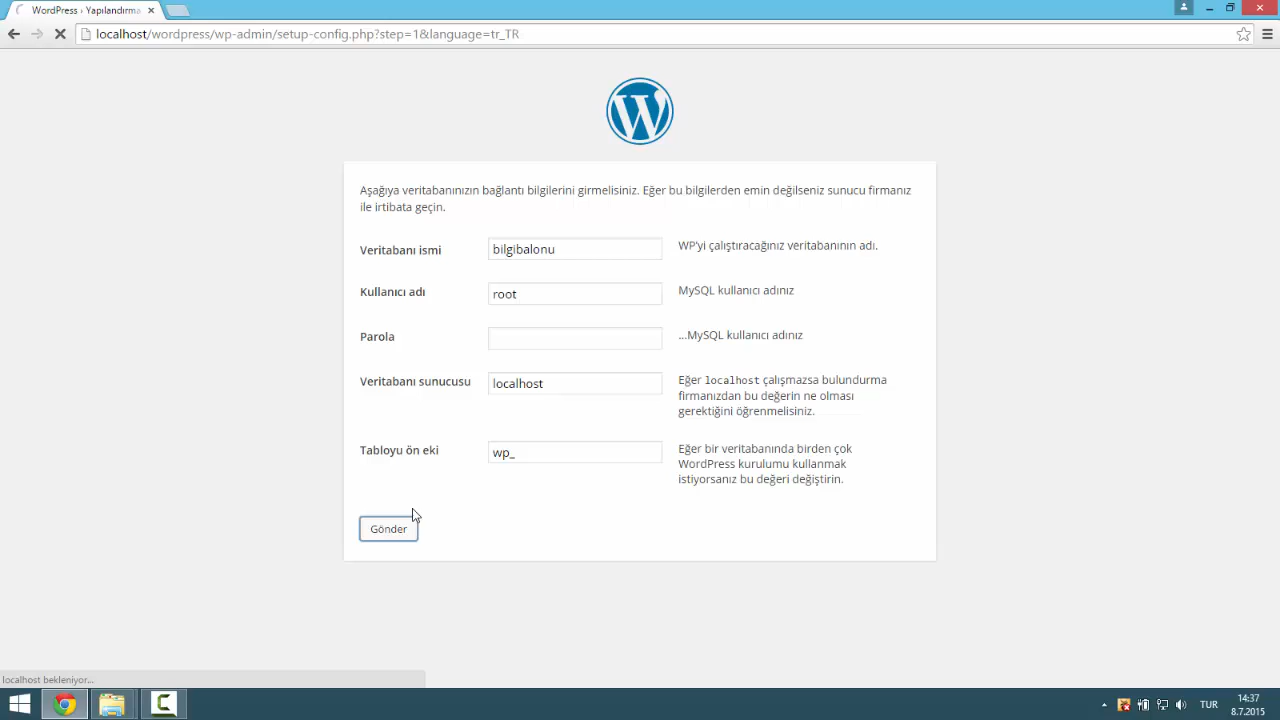 WordPress › Yapılandırma
localhost/wordpress/wp-admin/setup-config.php?step=1&language=tr_TR
Aşağıya veritabanınızın bağlantı bilgilerini girmelisiniz. Eğer bu bilgilerden emin değilseniz sunucu firmanız
ile irtibata geçin.
Veritabanı ismi
bilgibalonu
WP'yi çalıştıracağınız veritabanının adı.
Kullanıcı adı
root
MySQL kullanıcı adınız
Parola
...MySQL kullanıcı adınız
Veritabanı sunucusu
localhost
Eğer localhost çalışmazsa bulundurma
firmanızdan bu değerin ne olması
gerektiğini öğrenmelisiniz.
Tabloyu ön eki
wp_
Eğer bir veritabanında birden çok
WordPress kurulumu kullanmak
istiyorsanız bu değeri değiştirin.
Gönder
localhost bekleniyor...
TUR
14:37
8.7.2015